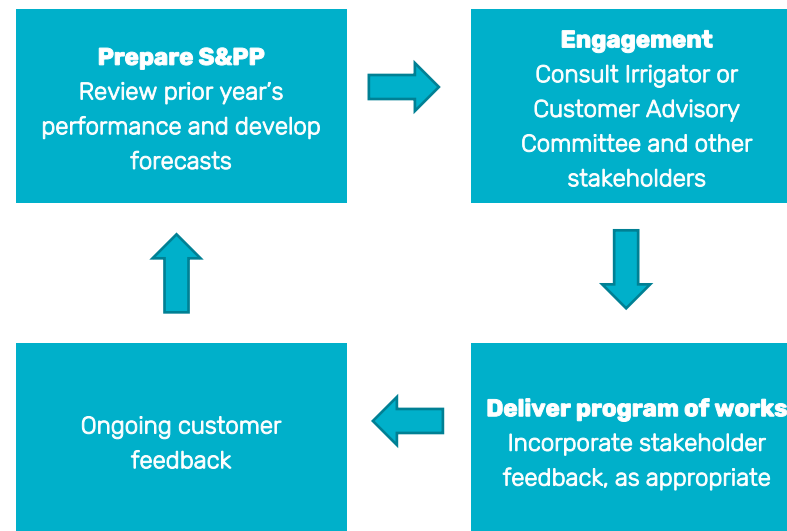 Prepare S&PP
Review prior year’s
performance and develop
forecasts
Engagement
Consult Irrigator or
Customer Advisory
Committee and other
stakeholders
Ongoing customer
feedback
Deliver program of works
Incorporate stakeholder
feedback, as appropriate